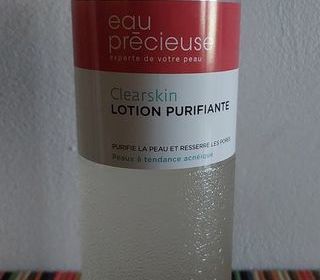 eau
précieuse
experte de votre peau
Clearskin
LOTION PURIFIANTE
PURIFIE LA PEAU ET RESSERRE LES PORES
Peaux à tendance acnéique